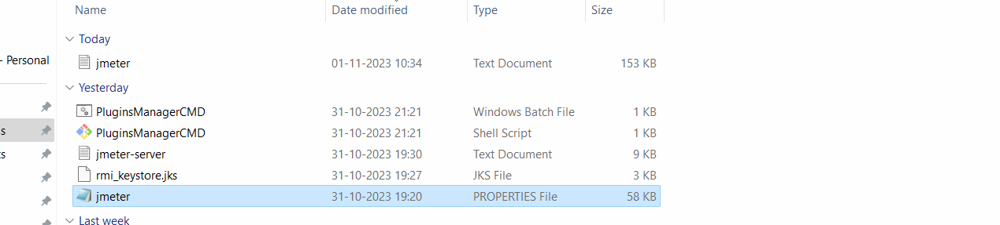 Name Date modified Type Size
Today
- Personal
jmeter 01-11-2023 10:34 Text Document 153 KB
Yesterday
PluginsManagerCMD 31-10-2023 21:21 Windows Batch File 1 KB
s PluginsManagerCMD 31-10-2023 21:21 Shell Script 1 KB
ts jmeter-server 31-10-2023 19:30 Text Document 9 KB
rmi_keystore.jks 31-10-2023 19:27 JKS File 3 KB
jmeter 31-10-2023 19:20 PROPERTIES File 58 KB
Last week